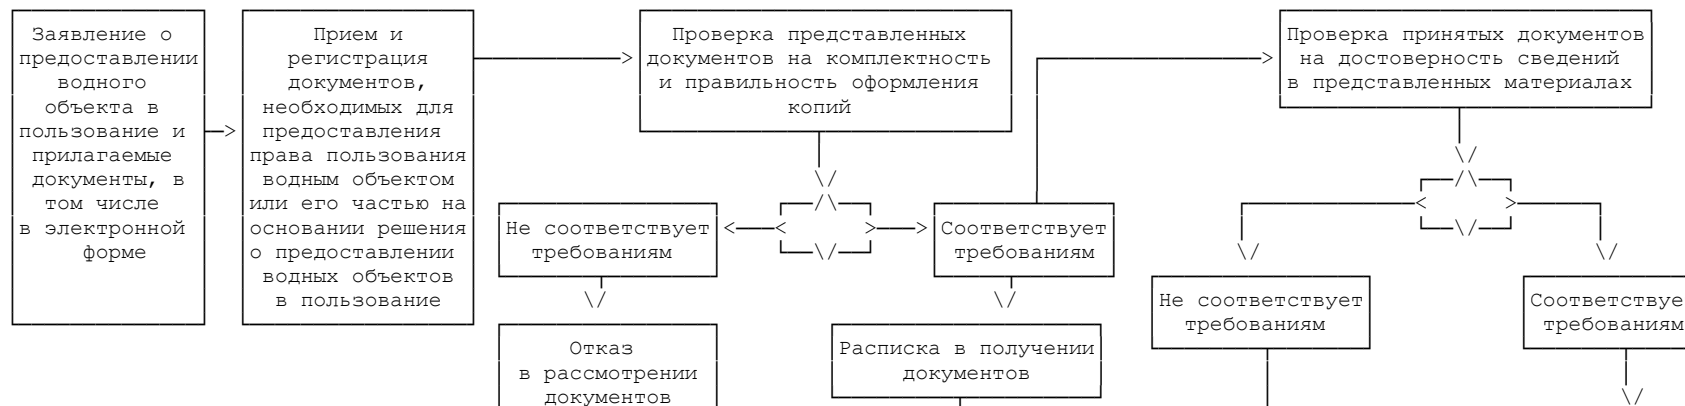 Заявление о
предоставлении
водного
объекта в
пользование и
прилагаемые
документы, в
том числе
в электронной
форме
Прием и
регистрация
документов,
необходимых для
предоставления
права пользования
водным объектом
или его частью на
основании решения
о предоставлении
водных объектов
в пользование
Проверка представленных
документов на комплектность
и правильность оформления
копий
Не соответствует
требованиям
Соответствует
требованиям
Отказ
в рассмотрении
документов
Расписка в получении
документов
Проверка принятых документов
на достоверность сведений
в представленных материалах
Не соответствует
требованиям
Соответствуе
требованиям